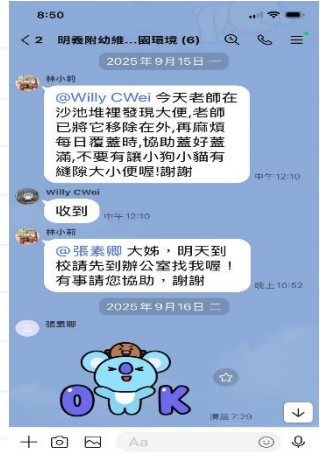 8:50
2 明義附幼維...園環境 (6)
2025年9月15日 一
林小莉
@Willy CWei 今天老師在
沙池堆裡發現大便,老師
已將它移除在外,再麻煩
每日覆蓋時,協助蓋好蓋
滿,不要有讓小狗小貓有
縫隙大小便喔!謝謝
中午12:10
Willy CWei
收到
中午12:10
林小莉
@張素卿 大姊,明天到
校請先到辦公室找我喔!
有事請您協助,謝謝
晚上10:52
2025年9月16日 二
張素卿
OK
清晨7:29
Aa